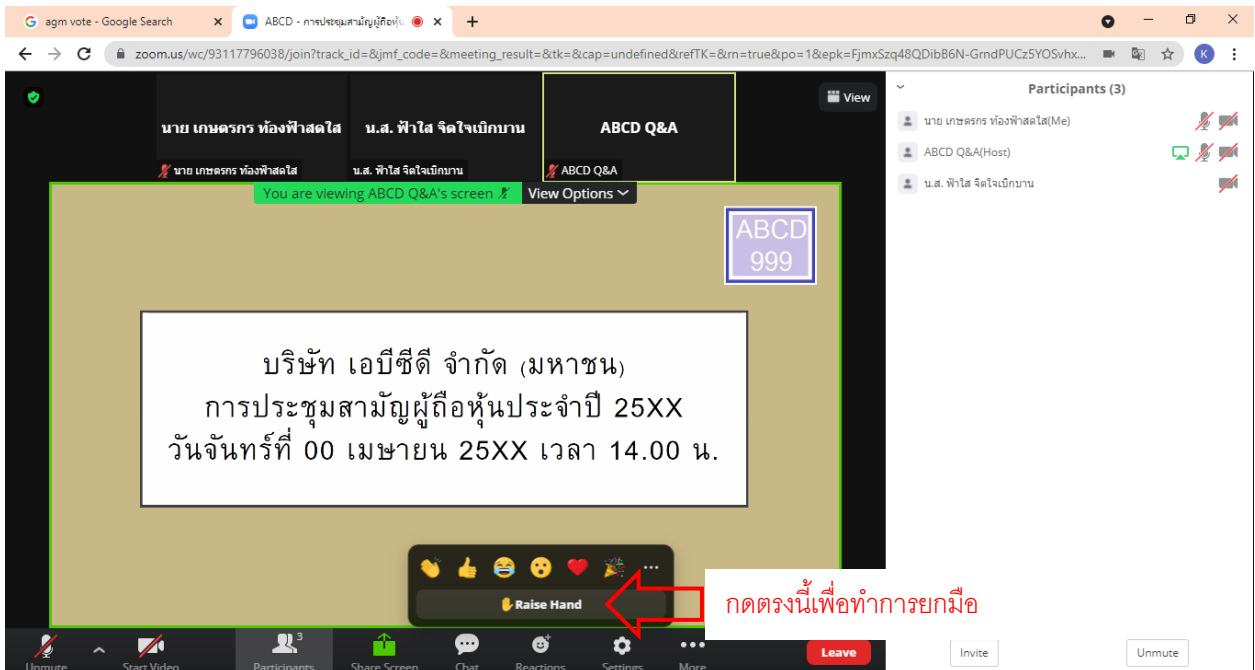 agm vote - Google Search
ABCD - การประชุมสามัญผู้ถือหุ้น
zoom.us/wc/93117796038/join?track_id=&jmf_code=&meeting_result=&tk=&cap=undefined&refTK=&rn=true&po=1&epk=FjmxSzq48QDibB6N-GrndPUCz5YOSvhx...
K
View
Participants (3)
นาย เกษตรกร ท้องฟ้าสดใส
น.ส. ฟ้าใส จิตใจเบิกบาน
ABCD Q&A
นาย เกษตรกร ท้องฟ้าสดใส
น.ส. ฟ้าใส จิตใจเบิกบาน
ABCD Q&A
นาย เกษตรกร ท้องฟ้าสดใส(Me)
ABCD Q&A(Host)
น.ส. ฟ้าใส จิตใจเบิกบาน
You are viewing ABCD Q&A's screen
View Options
ABCD
999
บริษัท เอบีซีดี จำกัด (มหาชน)
การประชุมสามัญผู้ถือหุ้นประจำปี 25XX
วันจันทร์ที่ 00 เมษายน 25XX เวลา 14.00 น.
Raise Hand
กดตรงนี้เพื่อทำการยกมือ
3
Unmute
Start Video
Participants
Share Screen
Chat
Reactions
Settings
More
Leave
Invite
Unmute